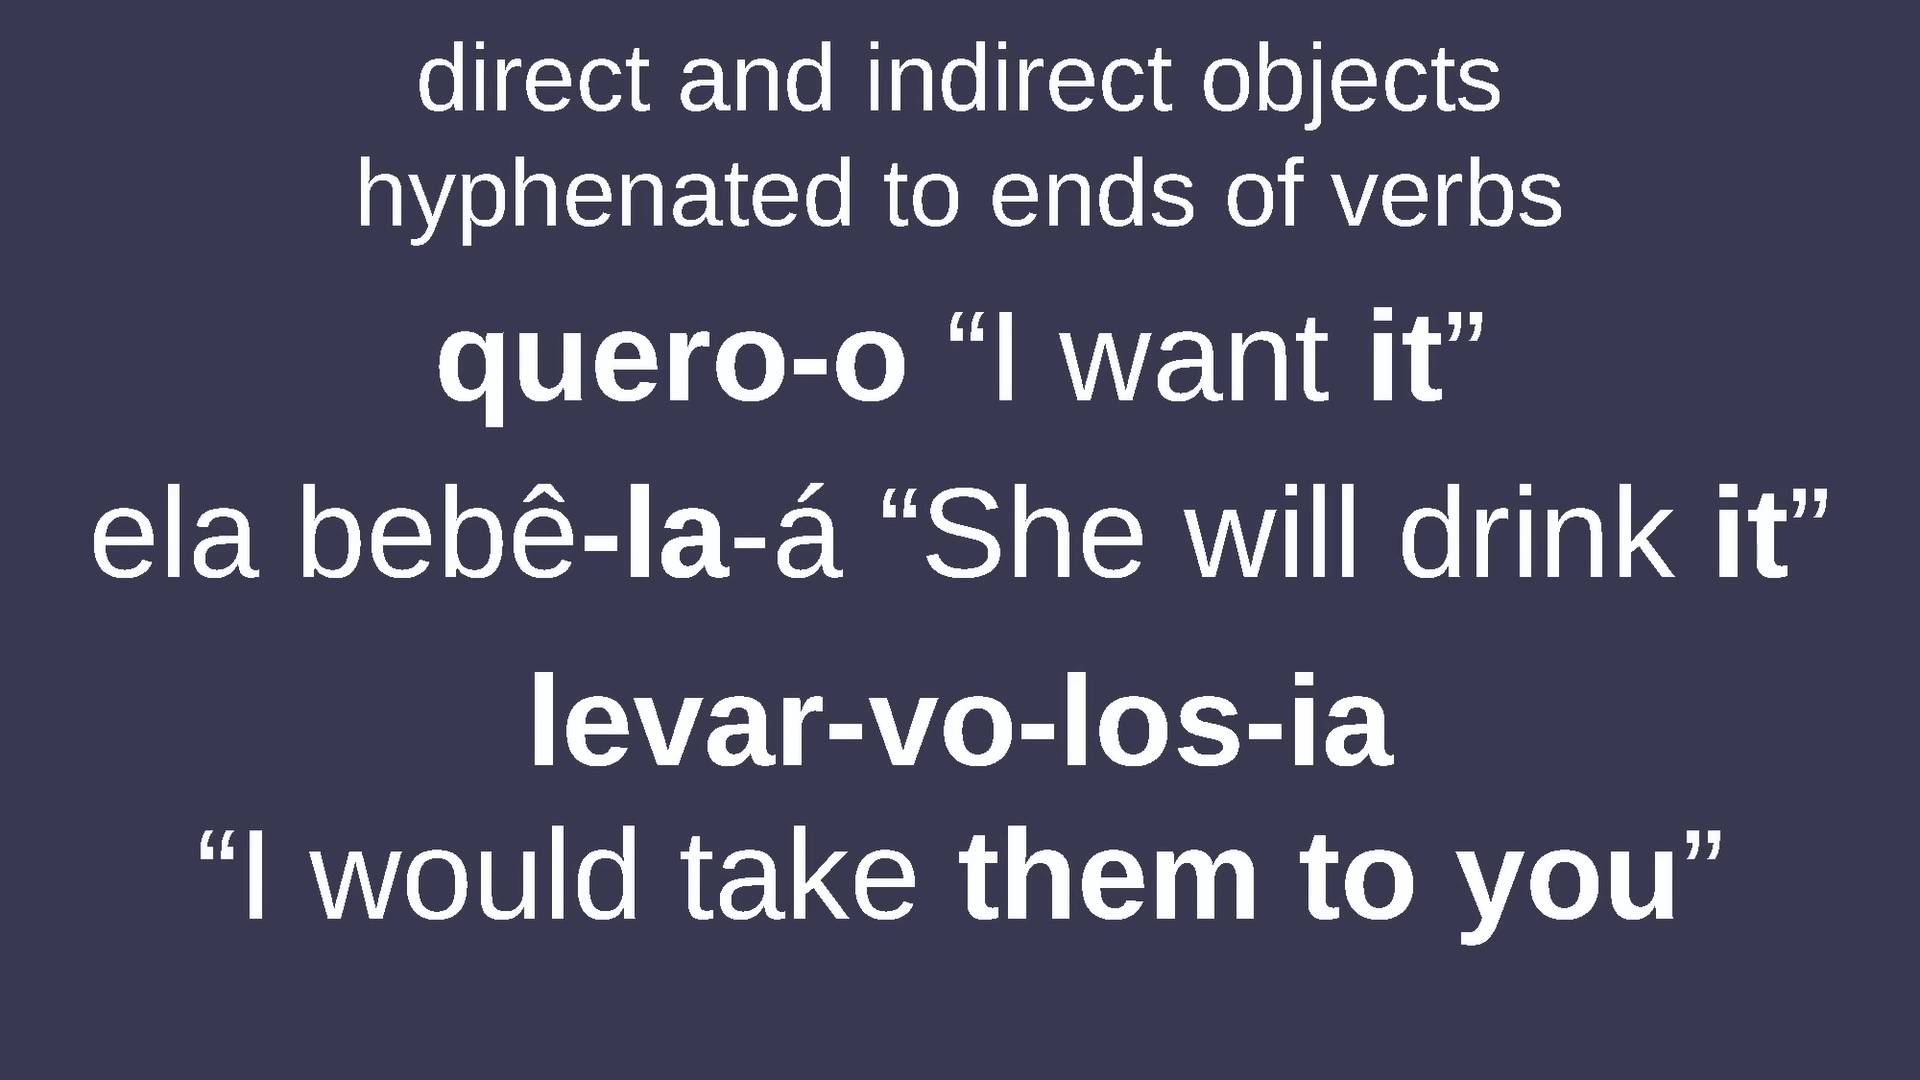 direct and indirect objects
hyphenated to ends of verbs
quero-o “I want it”
ela bebê-la-á “She will drink it”
levar-vo-los-ia
“I would take them to you”